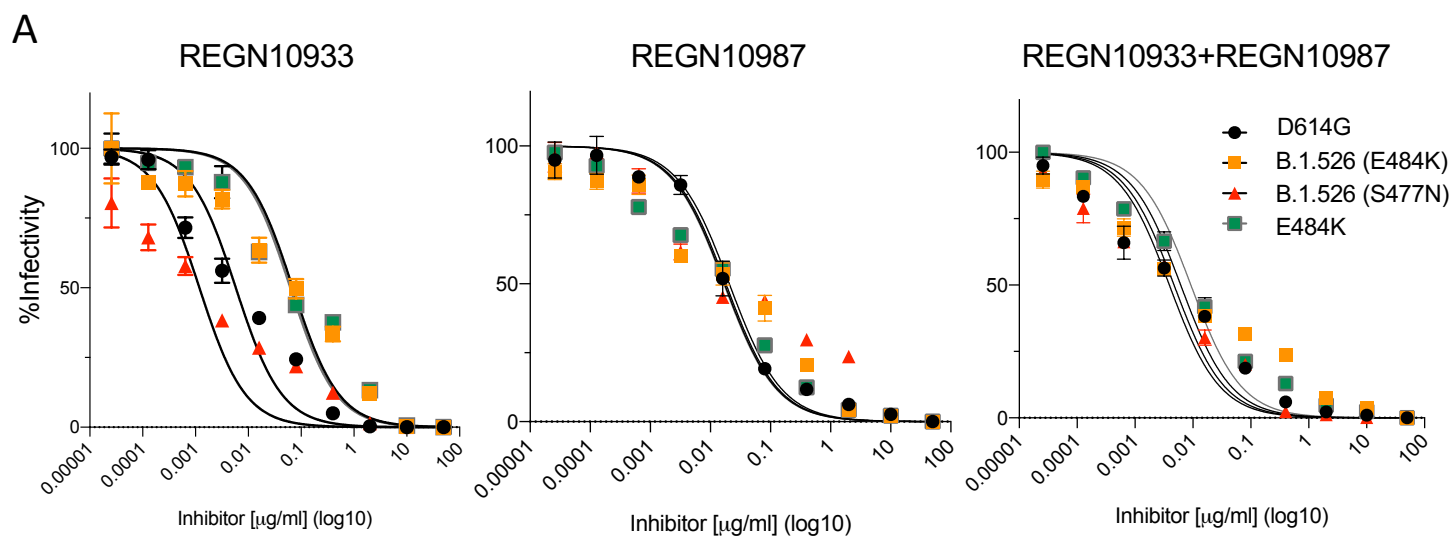 A
REGN10933
REGN10987
REGN10933+REGN10987
D614G
B.1.526 (E484K)
B.1.526 (S477N)
E484K
%Infectivity
100
50
0
0.00001
0.0001
0.001
0.01
0.1
1
10
100
Inhibitor [µg/ml] (log10)
100
50
0
0.00001
0.0001
0.001
0.01
0.1
1
10
100
Inhibitor [µg/ml] (log10)
100
50
0
0.00001
0.0001
0.001
0.01
0.1
1
10
100
Inhibitor [µg/ml] (log10)